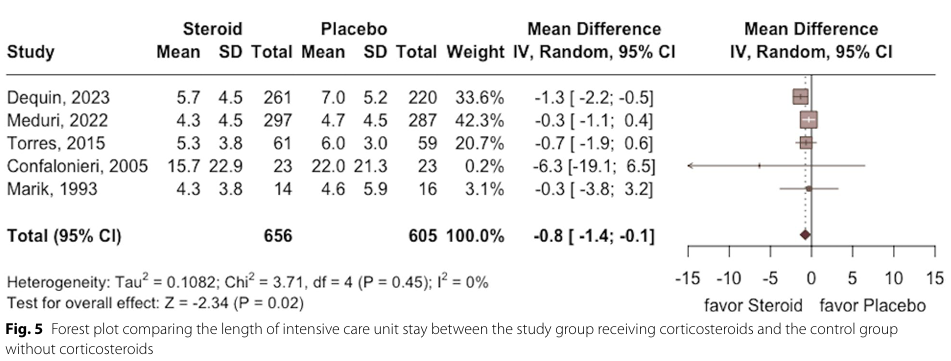 Steroid Placebo Mean Difference Mean Difference
Study Mean SD Total Mean SD Total Weight IV, Random, 95% CI IV, Random, 95% CI
Dequin, 2023 5.7 4.5 261 7.0 5.2 220 33.6% -1.3 [ -2.2; -0.5]
Meduri, 2022 4.3 4.5 297 4.7 4.5 287 42.3% -0.3 [ -1.1; 0.4]
Torres, 2015 5.3 3.8 61 6.0 3.0 59 20.7% -0.7 [ -1.9; 0.6]
Confalonieri, 2005 15.7 22.9 23 22.0 21.3 23 0.2% -6.3 [-19.1; 6.5]
Marik, 1993 4.3 3.8 14 4.6 5.9 16 3.1% -0.3 [ -3.8; 3.2]
Total (95% CI) 656 605 100.0% -0.8 [ -1.4; -0.1]
-15 -10 -5 0 5 10 15
Heterogeneity: Tau² = 0.1082; Chi² = 3.71, df = 4 (P = 0.45); I² = 0%
Test for overall effect: Z = -2.34 (P = 0.02) favor Steroid favor Placebo
Fig. 5 Forest plot comparing the length of intensive care unit stay between the study group receiving corticosteroids and the control group
without corticosteroids